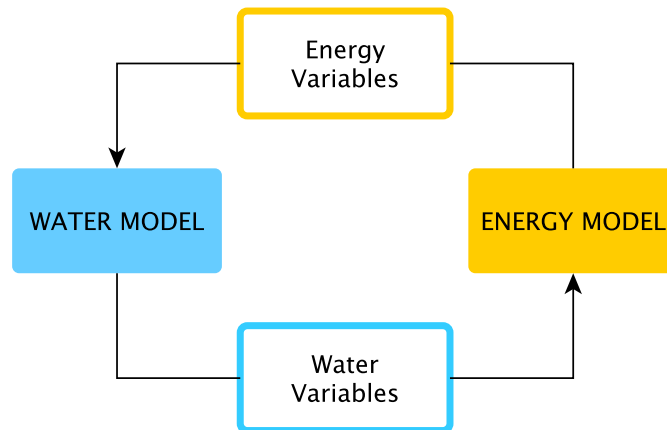 Energy
Variables
WATER MODEL
ENERGY MODEL
Water
Variables